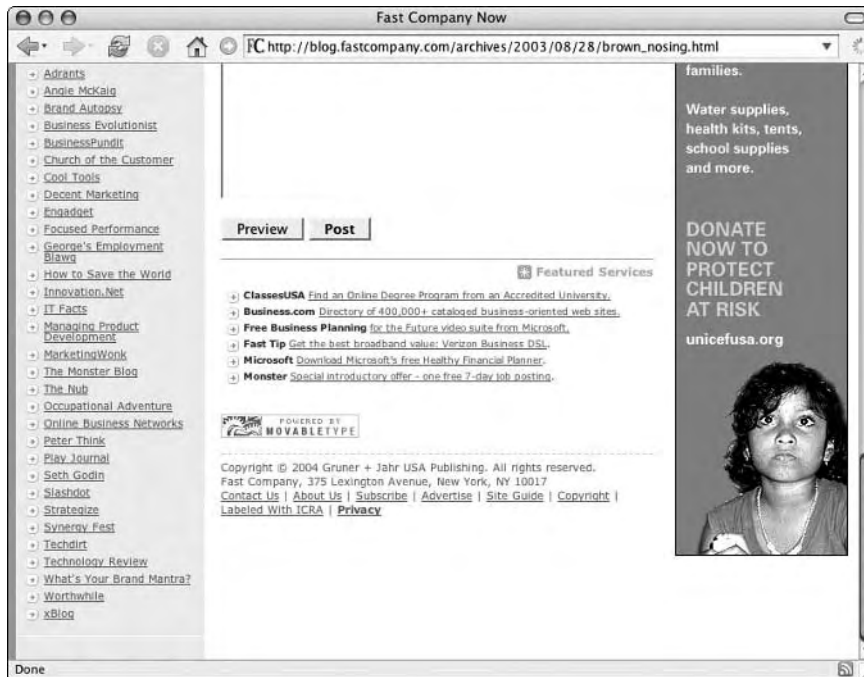 Fast Company Now
FC http://blog.fastcompany.com/archives/2003/08/28/brown_nosing.html
Adrants
Angie McKaig
Brand Autopsy
Business Evolutionist
BusinessPundit
Church of the Customer
Cool Tools
Decent Marketing
Engadget
Focused Performance
George's Employment
Blawg
How to Save the World
Innovation.Net
IT Facts
Managing Product
Development
MarketingWonk
The Monster Blog
The Nub
Occupational Adventure
Online Business Networks
Peter Think
Play Journal
Seth Godin
Slashdot
Strategize
Synergy Fest
Techdirt
Technology Review
What's Your Brand Mantra?
Worthwhile
xBlog
Preview Post
Featured Services
ClassesUSA Find an Online Degree Program from an Accredited University.
Business.com Directory of 400,000+ cataloged business-oriented web sites.
Free Business Planning for the Future video suite from Microsoft.
Fast Tip Get the best broadband value: Verizon Business DSL.
Microsoft Download Microsoft's free Healthy Financial Planner.
Monster Special introductory offer - one free 7-day job posting.
POWERED BY
MOVABLETYPE
Copyright © 2004 Gruner + Jahr USA Publishing. All rights reserved.
Fast Company, 375 Lexington Avenue, New York, NY 10017
Contact Us | About Us | Subscribe | Advertise | Site Guide | Copyright |
Labeled With ICRA | Privacy
families.
Water supplies,
health kits, tents,
school supplies
and more.
DONATE
NOW TO
PROTECT
CHILDREN
AT RISK
unicefusa.org
Done